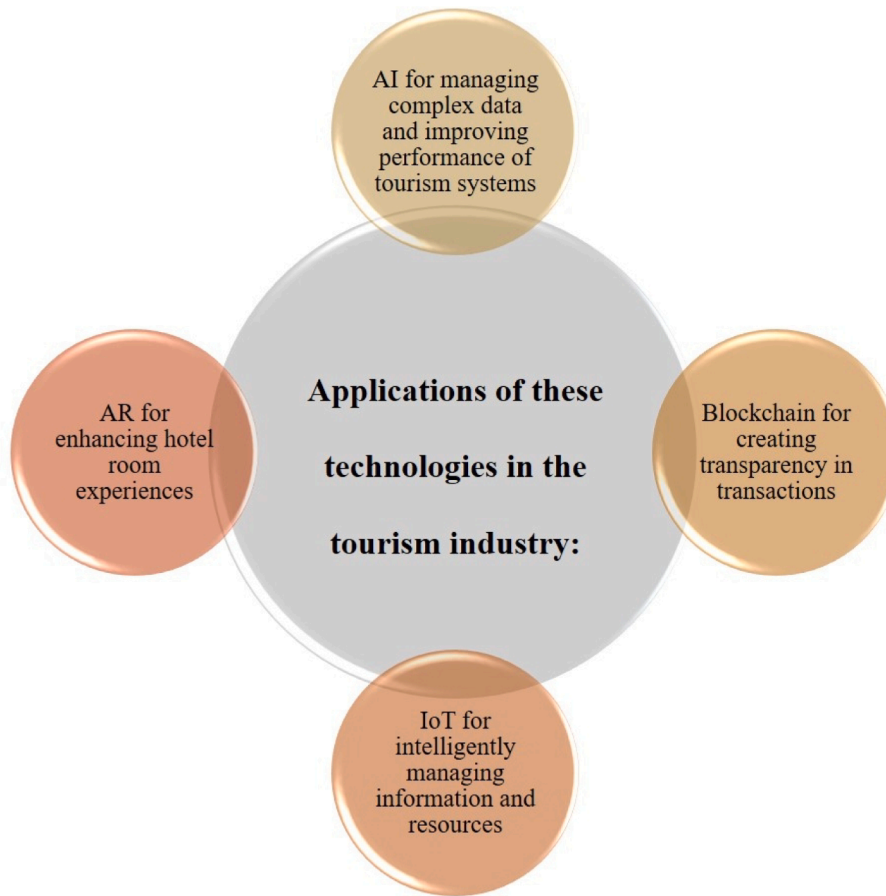 AI for managing
complex data
and improving
performance of
tourism systems
Applications of these
technologies in the
tourism industry:
AR for
enhancing hotel
room
experiences
Blockchain for
creating
transparency in
transactions
IoT for
intelligently
managing
information and
resources